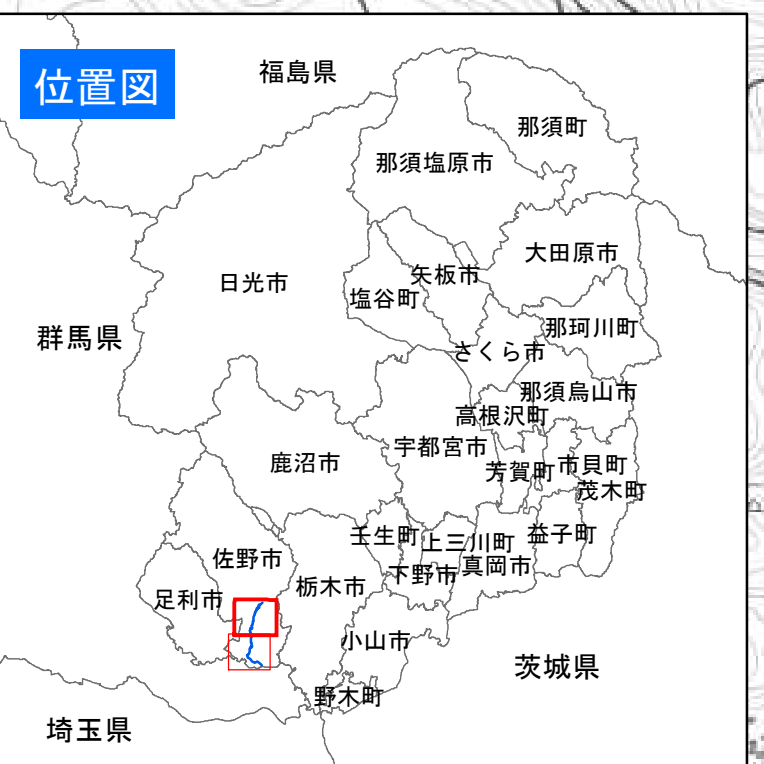 位置図
福島県
那須町
那須塩原市
大田原市
矢板市
日光市
塩谷町
那珂川町
群馬県
さくら市
那須烏山市
高根沢町
宇都宮市
鹿沼市
芳賀町
市貝町
茂木町
壬生町
上三川町
益子町
佐野市
真岡市
下野市
栃木市
足利市
小山市
茨城県
野木町
埼玉県